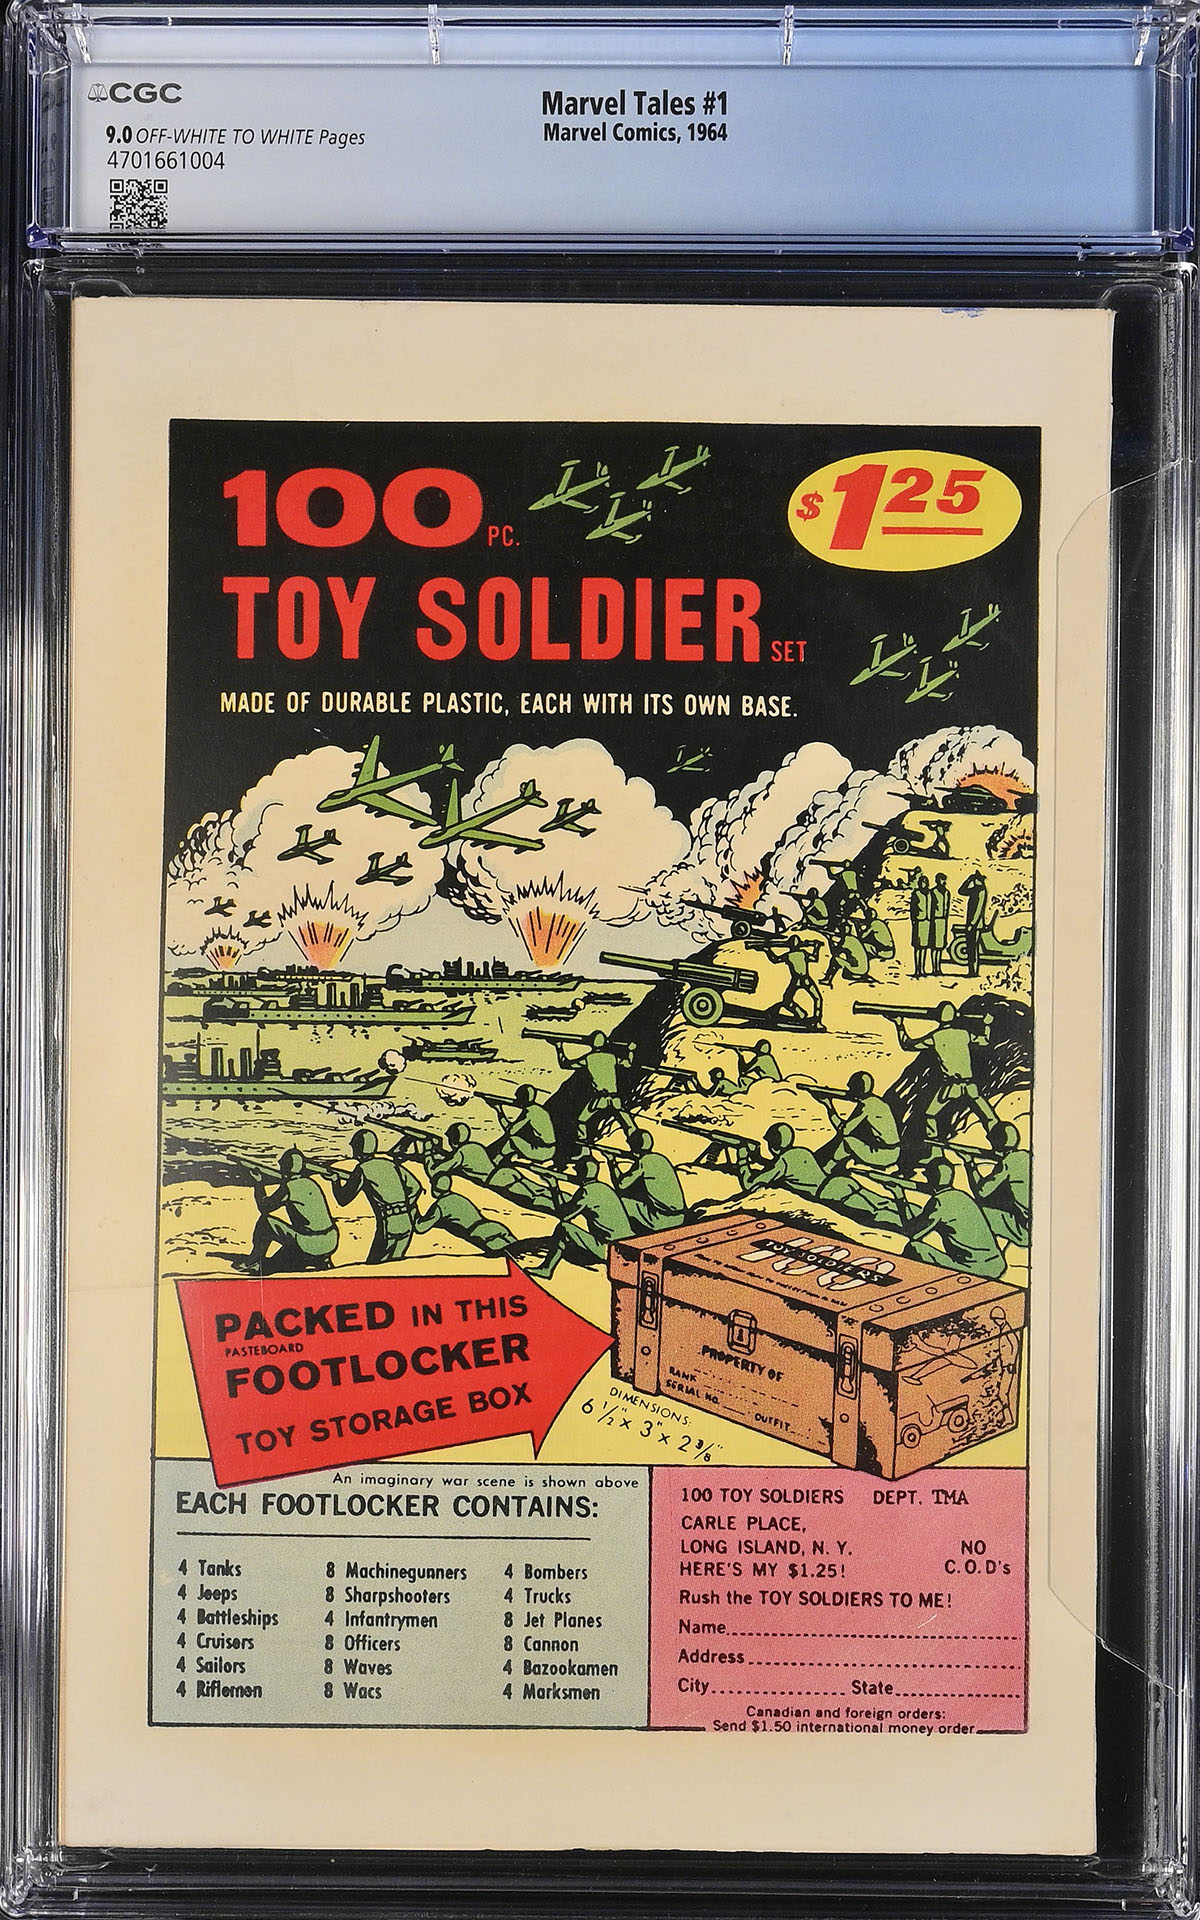 CGC
Marvel Tales #1
Marvel Comics, 1964
9.0 OFF-WHITE TO WHITE Pages
4701661004
100 PC.
$125
TOY SOLDIER SET
MADE OF DURABLE PLASTIC, EACH WITH ITS OWN BASE.
100
TOY SOLDIERS
PACKED IN THIS
PASTEBOARD
FOOTLOCKER
TOY STORAGE BOX
PROPERTY OF
RANK
SERIAL NO.
OUTFIT
DIMENSIONS:
6 1/2" x 3" x 2 3/8"
An imaginary war scene is shown above
EACH FOOTLOCKER CONTAINS:
4 Tanks
4 Jeeps
4 Battleships
4 Cruisers
4 Sailors
4 Riflemen
8 Machinegunners
8 Sharpshooters
4 Infantrymen
8 Officers
8 Waves
8 Wacs
4 Bombers
4 Trucks
8 Jet Planes
8 Cannon
4 Bazookamen
4 Marksmen
100 TOY SOLDIERS DEPT. TMA
CARLE PLACE,
LONG ISLAND, N. Y.
HERE'S MY $1.25!
NO
C.O.D's
Rush the TOY SOLDIERS TO ME!
Name
Address
City State
Canadian and foreign orders:
Send $1.50 international money order